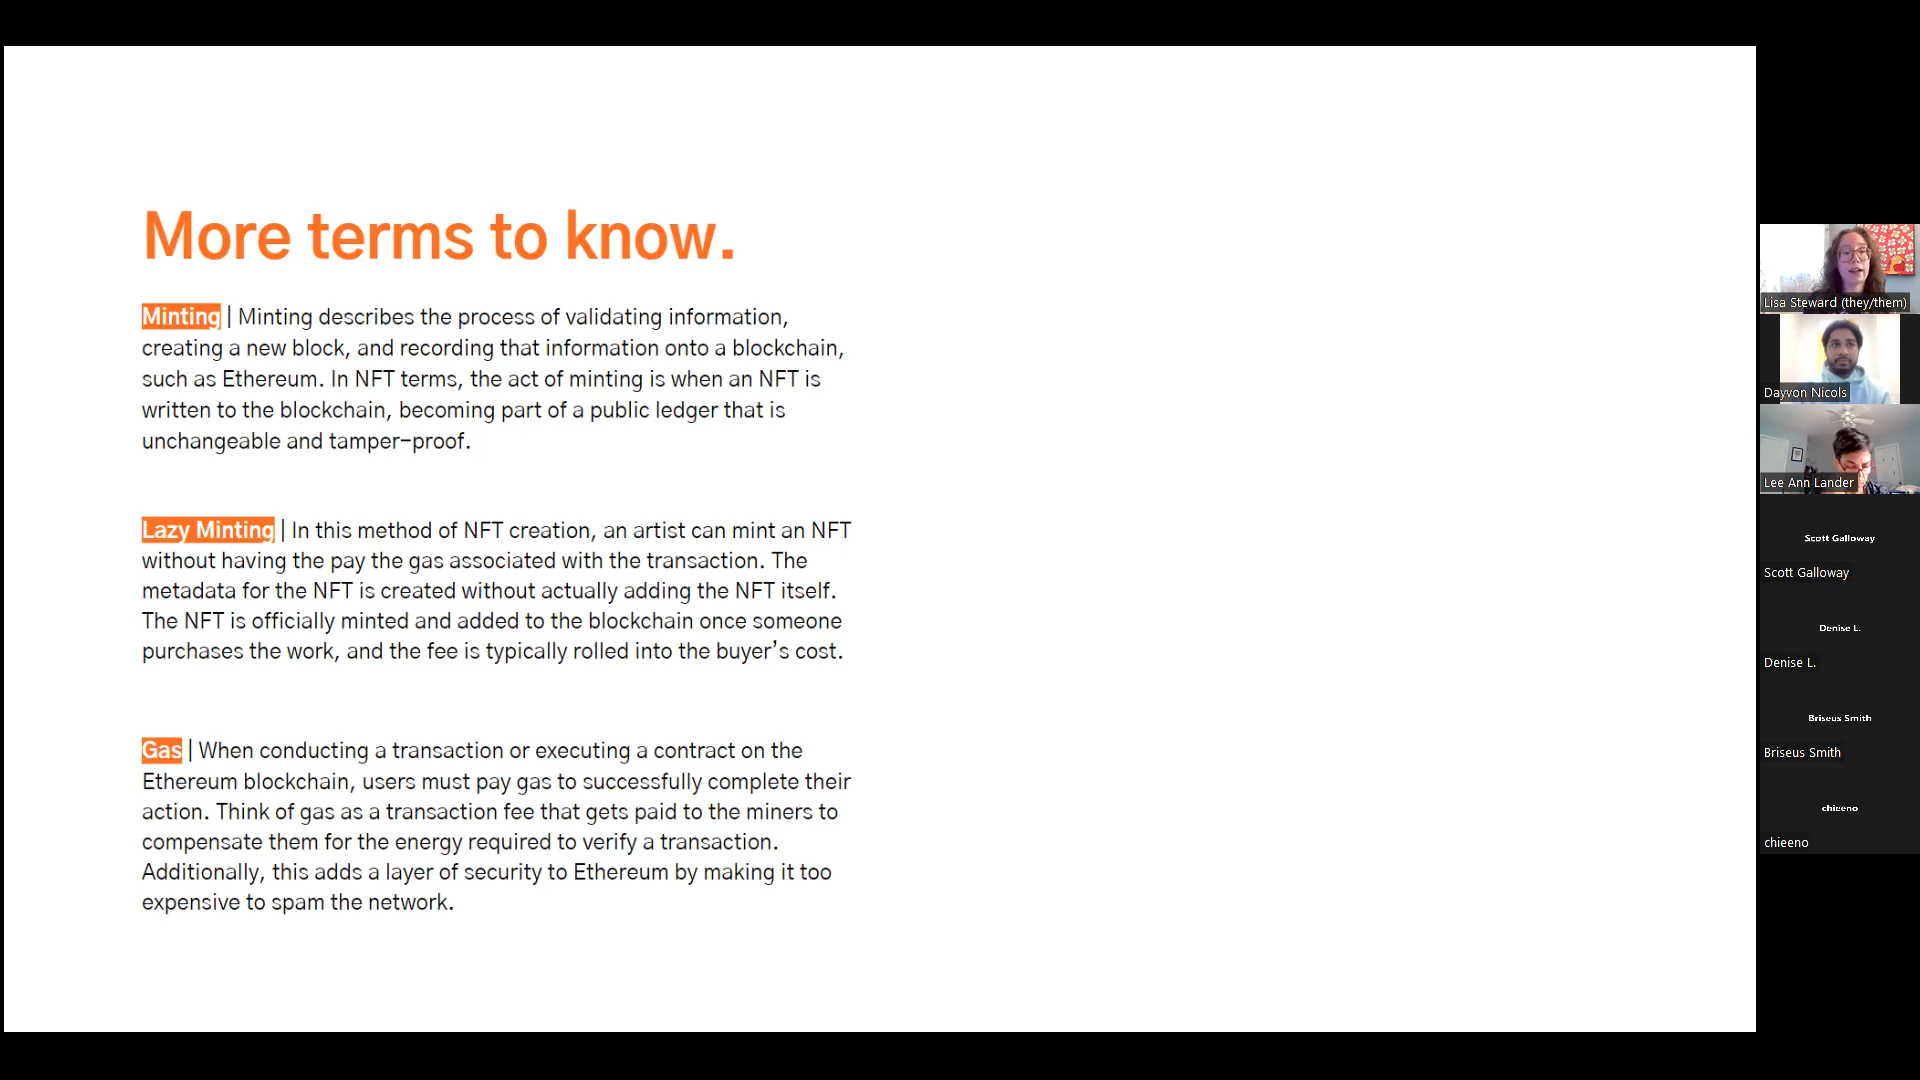 More terms to know.
Minting | Minting describes the process of validating information,
creating a new block, and recording that information onto a blockchain,
such as Ethereum. In NFT terms, the act of minting is when an NFT is
written to the blockchain, becoming part of a public ledger that is
unchangeable and tamper-proof.
Lazy Minting | In this method of NFT creation, an artist can mint an NFT
without having the pay the gas associated with the transaction. The
metadata for the NFT is created without actually adding the NFT itself.
The NFT is officially minted and added to the blockchain once someone
purchases the work, and the fee is typically rolled into the buyer’s cost.
Gas | When conducting a transaction or executing a contract on the
Ethereum blockchain, users must pay gas to successfully complete their
action. Think of gas as a transaction fee that gets paid to the miners to
compensate them for the energy required to verify a transaction.
Additionally, this adds a layer of security to Ethereum by making it too
expensive to spam the network.
Lisa Steward (they/them)
Dayvon Nicols
Lee Ann Lander
Scott Galloway
Scott Galloway
Denise L.
Denise L.
Briseus Smith
Briseus Smith
chieeno
chieeno